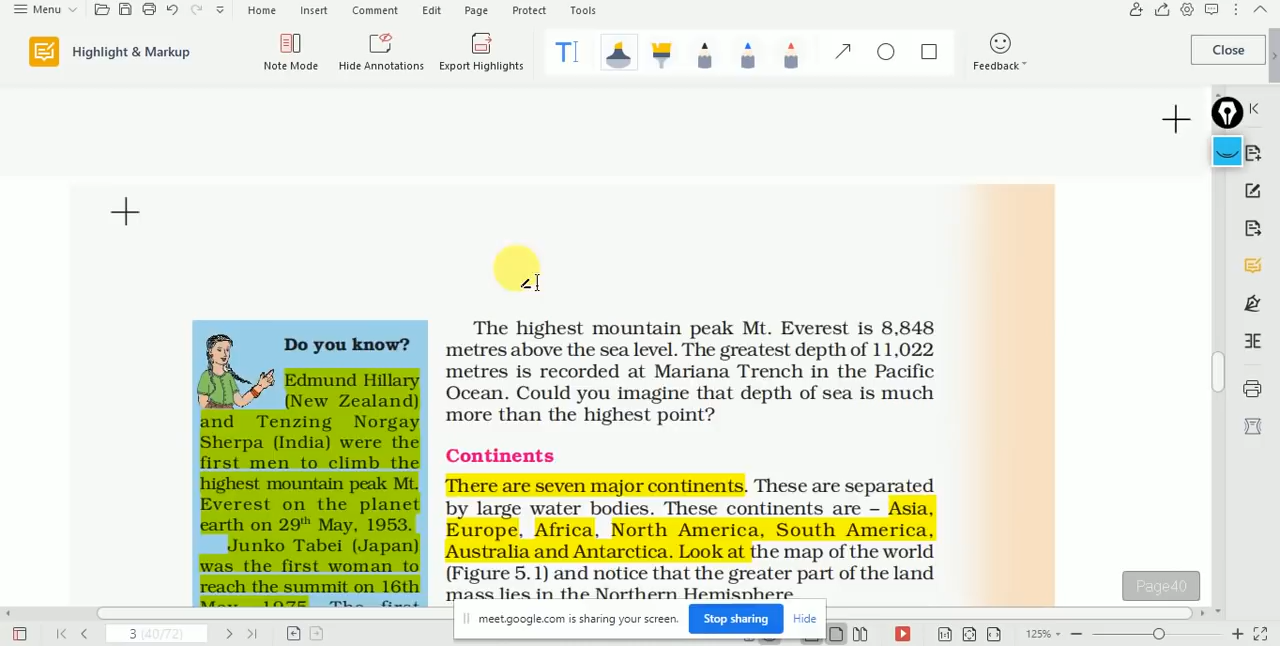 Menu
Home Insert Comment Edit Page Protect Tools
Highlight & Markup
Note Mode Hide Annotations Export Highlights Feedback Close
Do you know?
Edmund Hillary
(New Zealand)
and Tenzing Norgay
Sherpa (India) were the
first men to climb the
highest mountain peak Mt.
Everest on the planet
earth on 29th May, 1953.
Junko Tabei (Japan)
was the first woman to
reach the summit on 16th
May, 1975. The first
The highest mountain peak Mt. Everest is 8,848
metres above the sea level. The greatest depth of 11,022
metres is recorded at Mariana Trench in the Pacific
Ocean. Could you imagine that depth of sea is much
more than the highest point?
Continents
There are seven major continents. These are separated
by large water bodies. These continents are – Asia,
Europe, Africa, North America, South America,
Australia and Antarctica. Look at the map of the world
(Figure 5.1) and notice that the greater part of the land
mass lies in the Northern Hemisphere.
Page40
meet.google.com is sharing your screen. Stop sharing Hide
3 (40/72) 125%